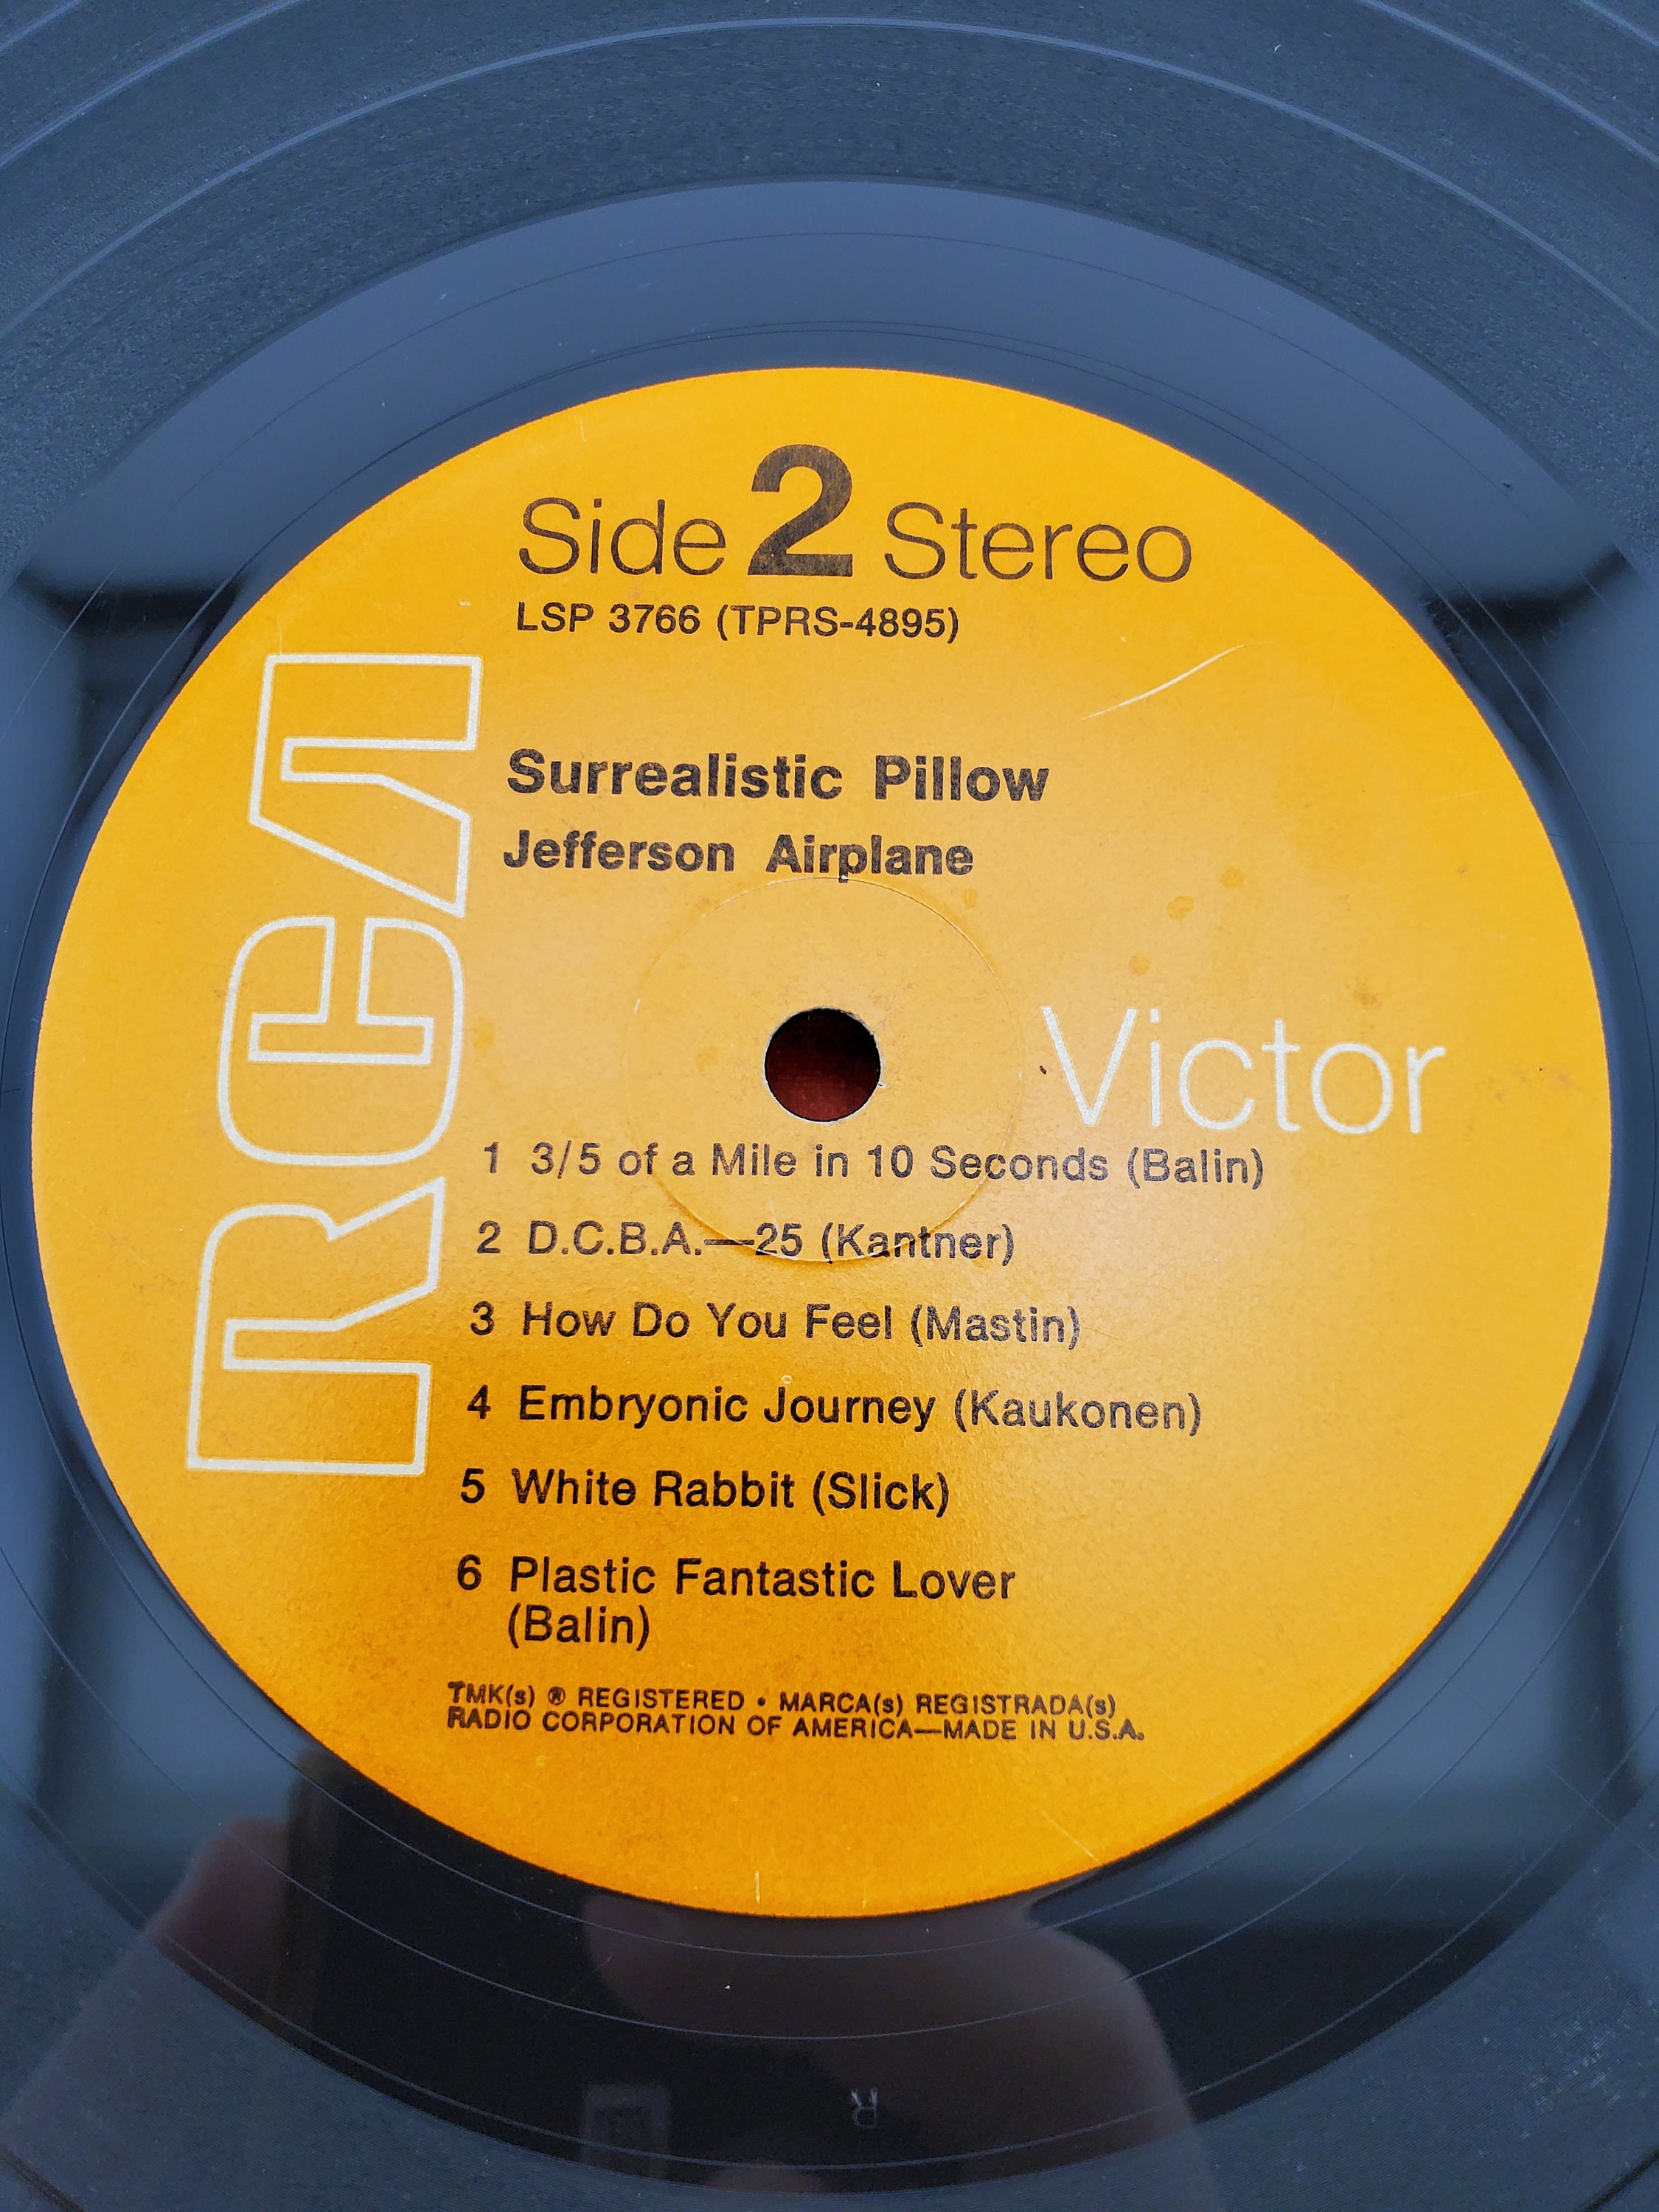 Side 2 Stereo
LSP 3766 (TPRS-4895)
RCA
Surrealistic Pillow
Jefferson Airplane
Victor
1 3/5 of a Mile in 10 Seconds (Balin)
2 D.C.B.A.—25 (Kantner)
3 How Do You Feel (Mastin)
4 Embryonic Journey (Kaukonen)
5 White Rabbit (Slick)
6 Plastic Fantastic Lover
(Balin)
TMK(s) ® REGISTERED • MARCA(s) REGISTRADA(s)
RADIO CORPORATION OF AMERICA—MADE IN U.S.A.
R